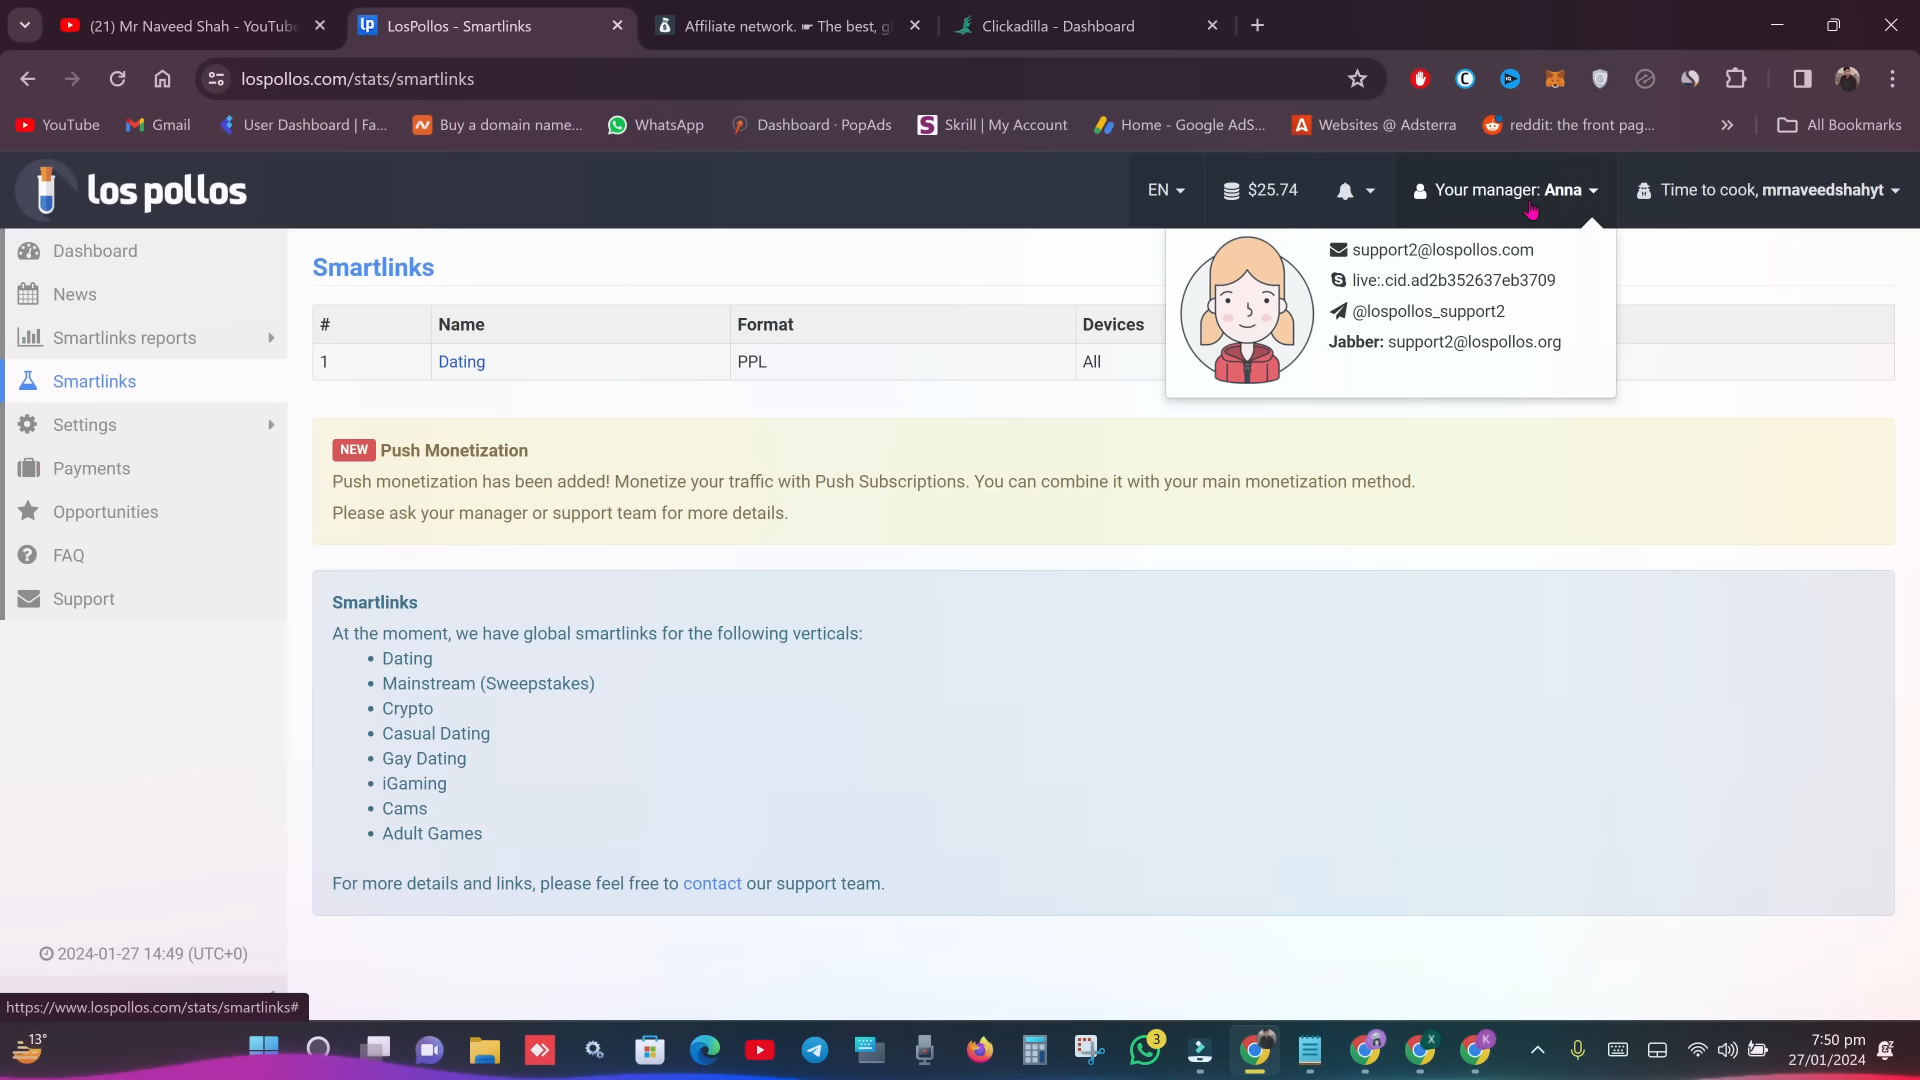 (21) Mr Naveed Shah - YouTube
LosPollos - Smartlinks
Affiliate network. ☛ The best, gl
Clickadilla - Dashboard
lospollos.com/stats/smartlinks
YouTube
Gmail
User Dashboard | Fa...
Buy a domain name...
WhatsApp
Dashboard · PopAds
Skrill | My Account
Home - Google AdS...
Websites @ Adsterra
reddit: the front pag...
All Bookmarks
los pollos
EN
$25.74
Your manager: Anna
Time to cook, mrnaveedshahyt
support2@lospollos.com
live:.cid.ad2b352637eb3709
@lospollos_support2
Jabber: support2@lospollos.org
Dashboard
News
Smartlinks reports
Smartlinks
Settings
Payments
Opportunities
FAQ
Support
Smartlinks
# Name Format Devices
1 Dating PPL All
NEW Push Monetization
Push monetization has been added! Monetize your traffic with Push Subscriptions. You can combine it with your main monetization method.
Please ask your manager or support team for more details.
Smartlinks
At the moment, we have global smartlinks for the following verticals:
• Dating
• Mainstream (Sweepstakes)
• Crypto
• Casual Dating
• Gay Dating
• iGaming
• Cams
• Adult Games
For more details and links, please feel free to contact our support team.
2024-01-27 14:49 (UTC+0)
https://www.lospollos.com/stats/smartlinks#
13°
3
7:50 pm
27/01/2024